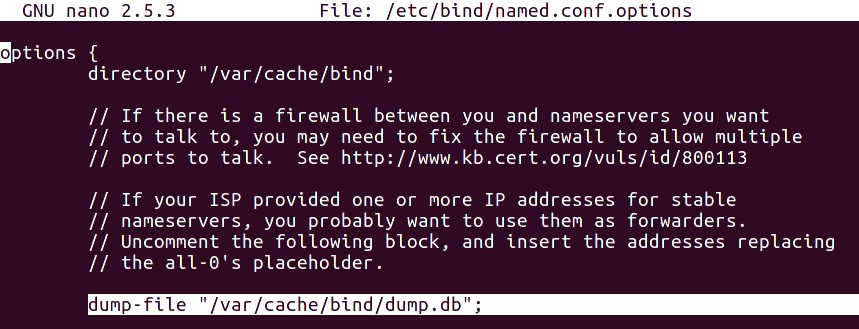 GNU nano 2.5.3 File: /etc/bind/named.conf.options
options {
directory "/var/cache/bind";
// If there is a firewall between you and nameservers you want
// to talk to, you may need to fix the firewall to allow multiple
// ports to talk.  See http://www.kb.cert.org/vuls/id/800113
// If your ISP provided one or more IP addresses for stable
// nameservers, you probably want to use them as forwarders.
// Uncomment the following block, and insert the addresses replacing
// the all-0's placeholder.
dump-file "/var/cache/bind/dump.db";